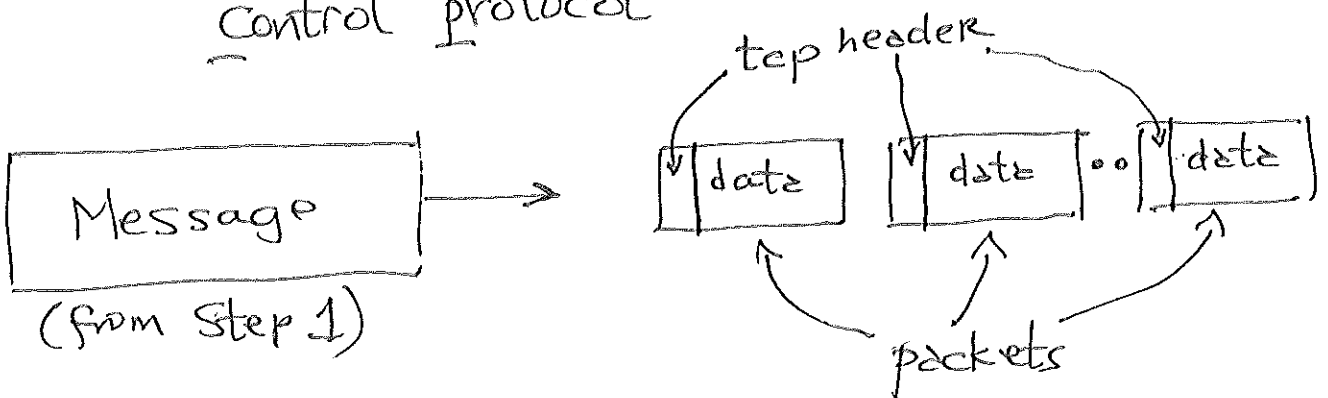 Control protocol
tcp header
Message
data data .. data
(from Step 1)
packets